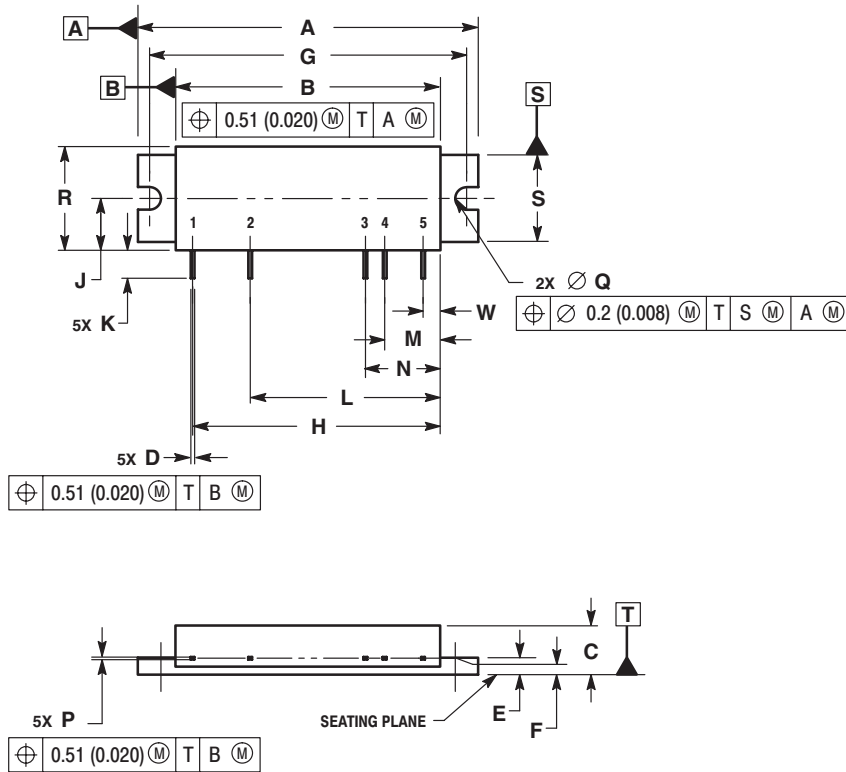 A A
G
B B
⌖ 0.51 (0.020) Ⓜ T A Ⓜ
S
R
S
1 2 3 4 5
J
2X ∅ Q
5X K
W
⌖ ∅ 0.2 (0.008) Ⓜ T S Ⓜ A Ⓜ
M
N
L
H
5X D
⌖ 0.51 (0.020) Ⓜ T B Ⓜ
T
C
5X P
SEATING PLANE
E
F
⌖ 0.51 (0.020) Ⓜ T B Ⓜ